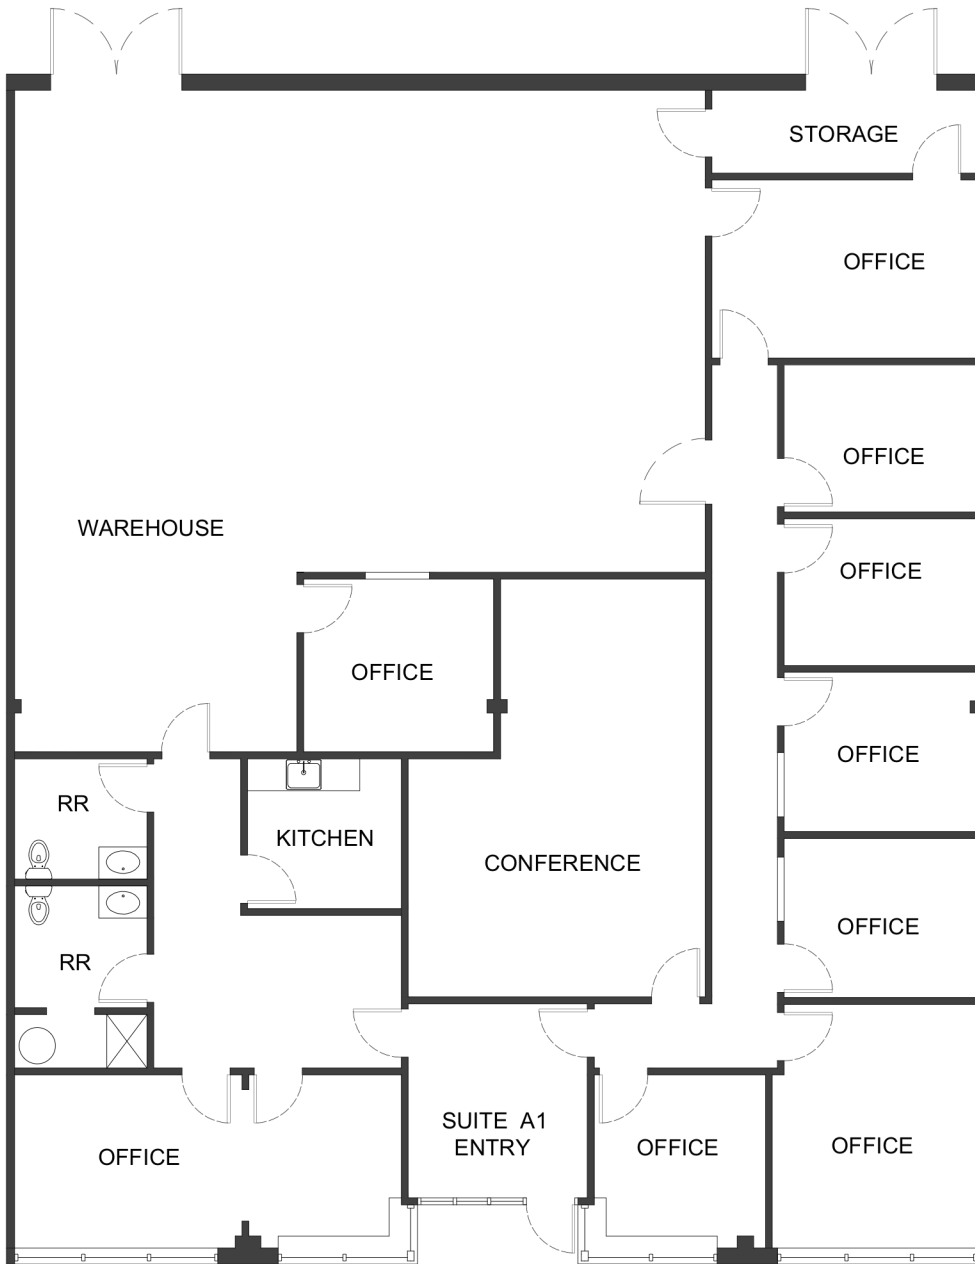 STORAGE
OFFICE
OFFICE
WAREHOUSE
OFFICE
OFFICE
OFFICE
RR
KITCHEN
CONFERENCE
OFFICE
RR
SUITE A1
ENTRY
OFFICE
OFFICE
OFFICE